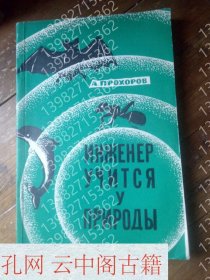 А. ПРОХОРОВ
ИНЖЕНЕР
УЧИТСЯ
У
ПРИРОДЫ
孔网 云中阁古籍